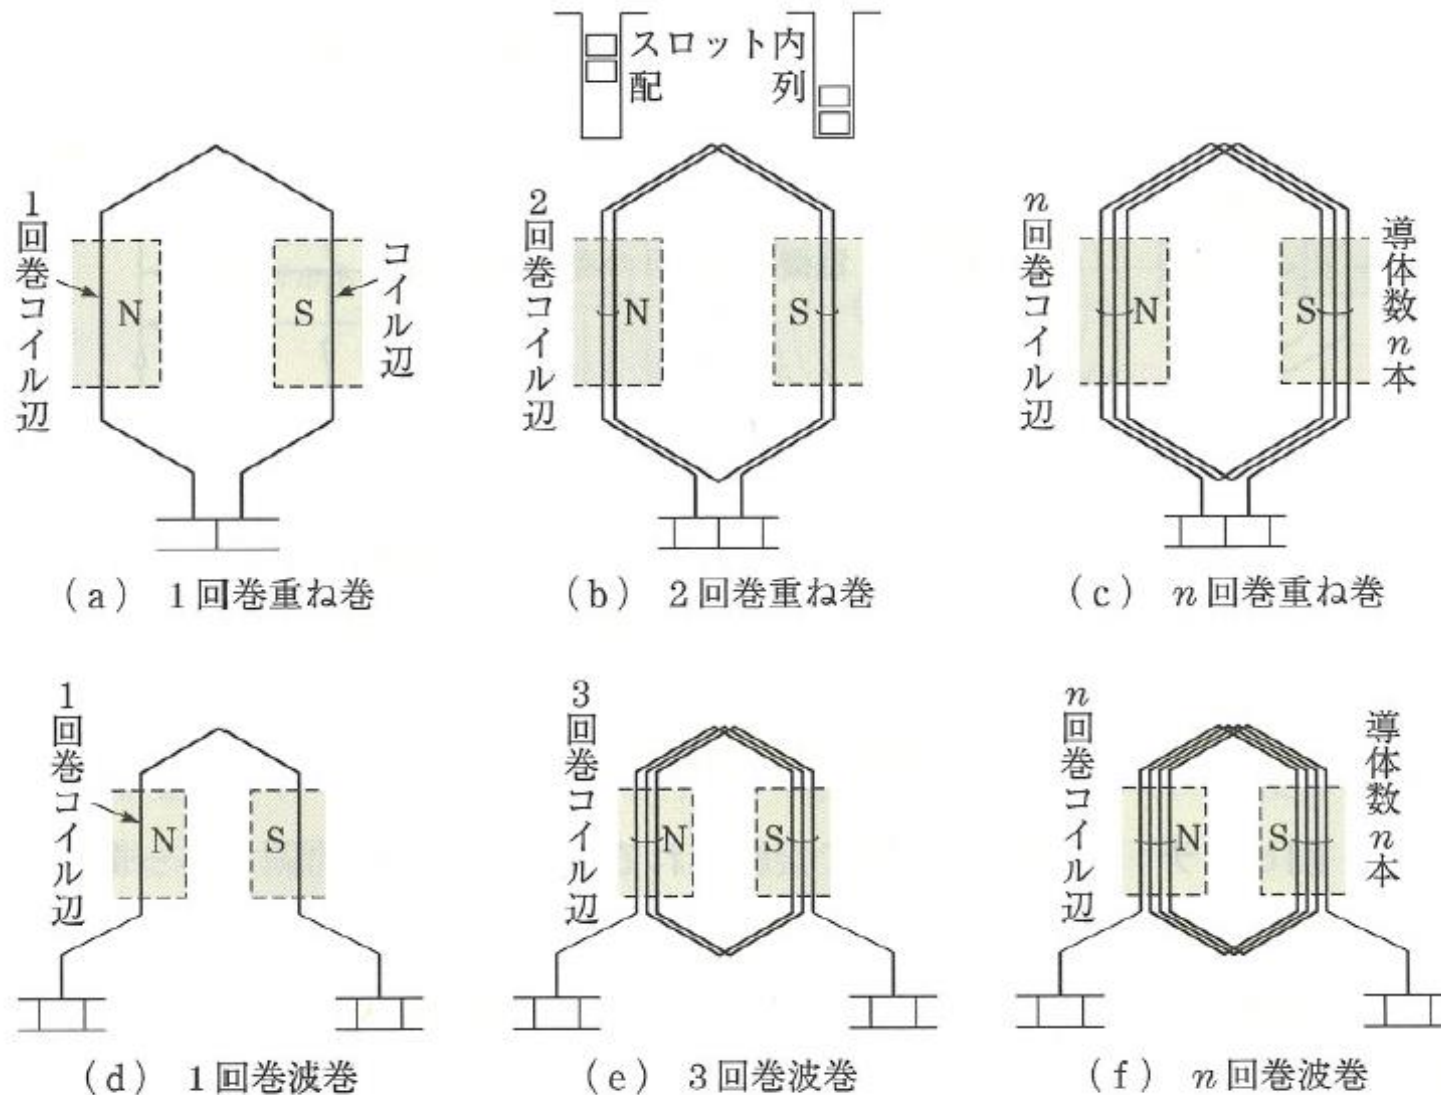 スロット内
配列
1回巻コイル辺
N
S
コイル辺
2回巻コイル辺
N
S
n回巻コイル辺
N
S
導体数n本
(a) 1回巻重ね巻
(b) 2回巻重ね巻
(c) n回巻重ね巻
1回巻コイル辺
N
S
3回巻コイル辺
N
S
n回巻コイル辺
N
S
導体数n本
(d) 1回巻波巻
(e) 3回巻波巻
(f) n回巻波巻